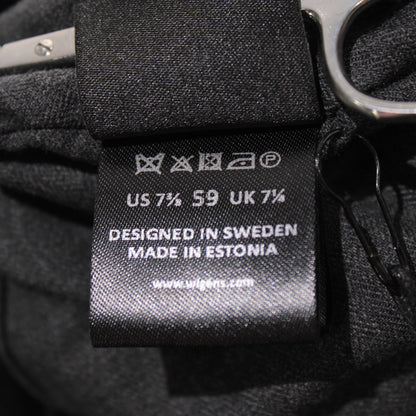 US 7⅜ 59 UK 7¼
DESIGNED IN SWEDEN
MADE IN ESTONIA
www.wigens.com